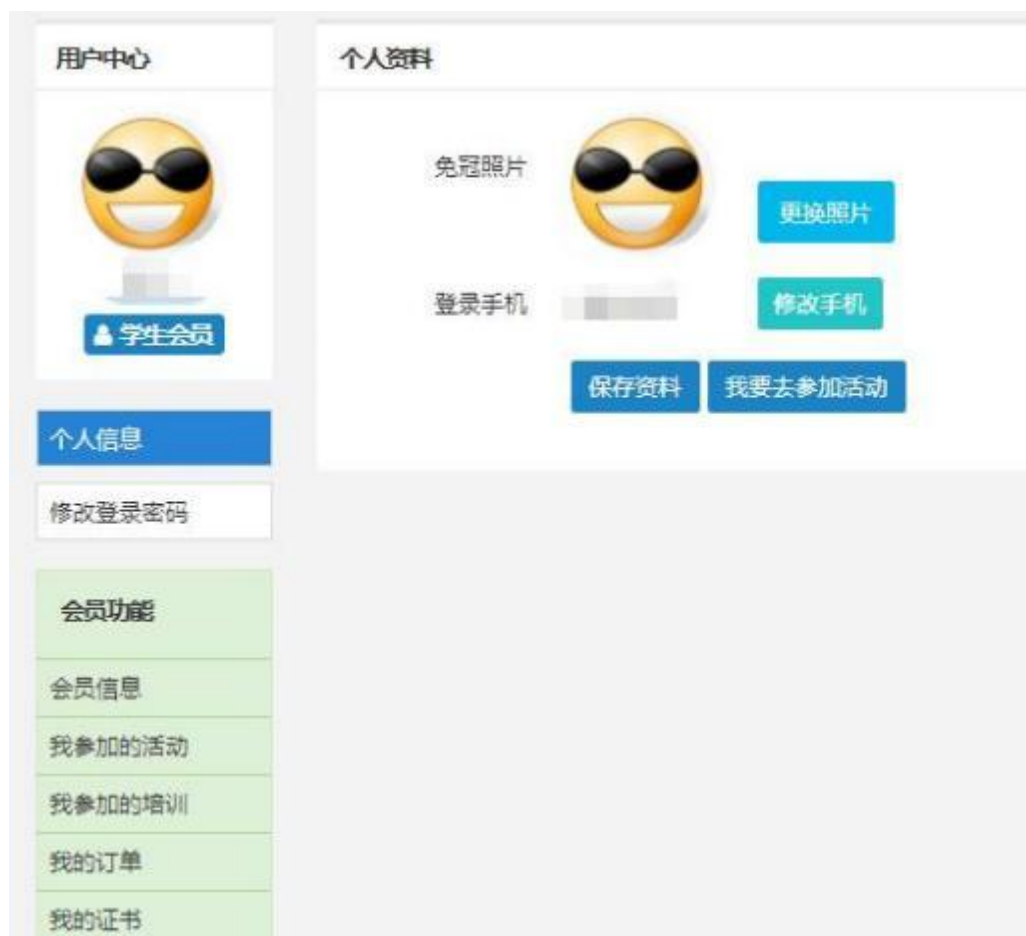 用户中心
学生会员
个人信息
修改登录密码
会员功能
会员信息
我参加的活动
我参加的培训
我的订单
我的证书
个人资料
免冠照片
更换照片
登录手机
修改手机
保存资料 我要去参加活动